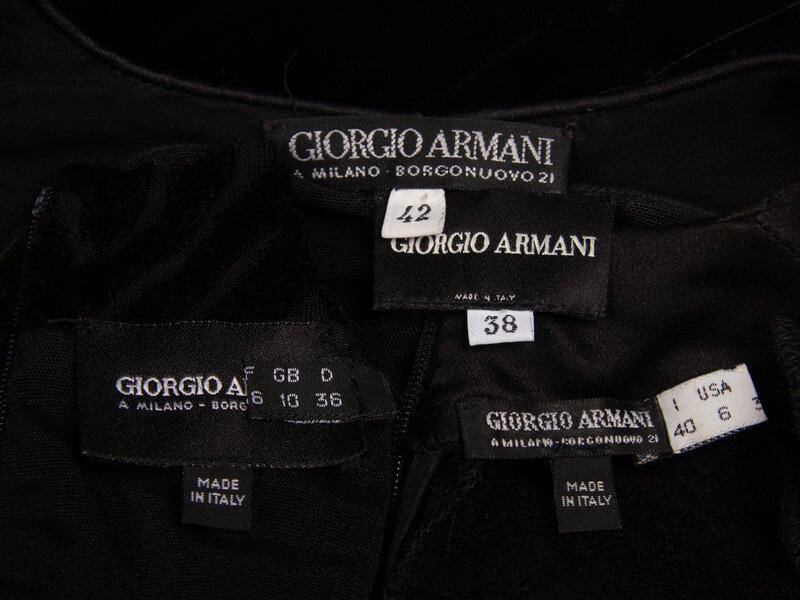 GIORGIO ARMANI
A MILANO - BORGONUOVO 21
42
GIORGIO ARMANI
MADE IN ITALY
38
GIORGIO
A MILANO -
GB D
6 10 36
MADE
IN ITALY
GIORGIO ARMANI
A MILANO - BORGONUOVO 21
I USA
40 6
MADE
IN ITALY